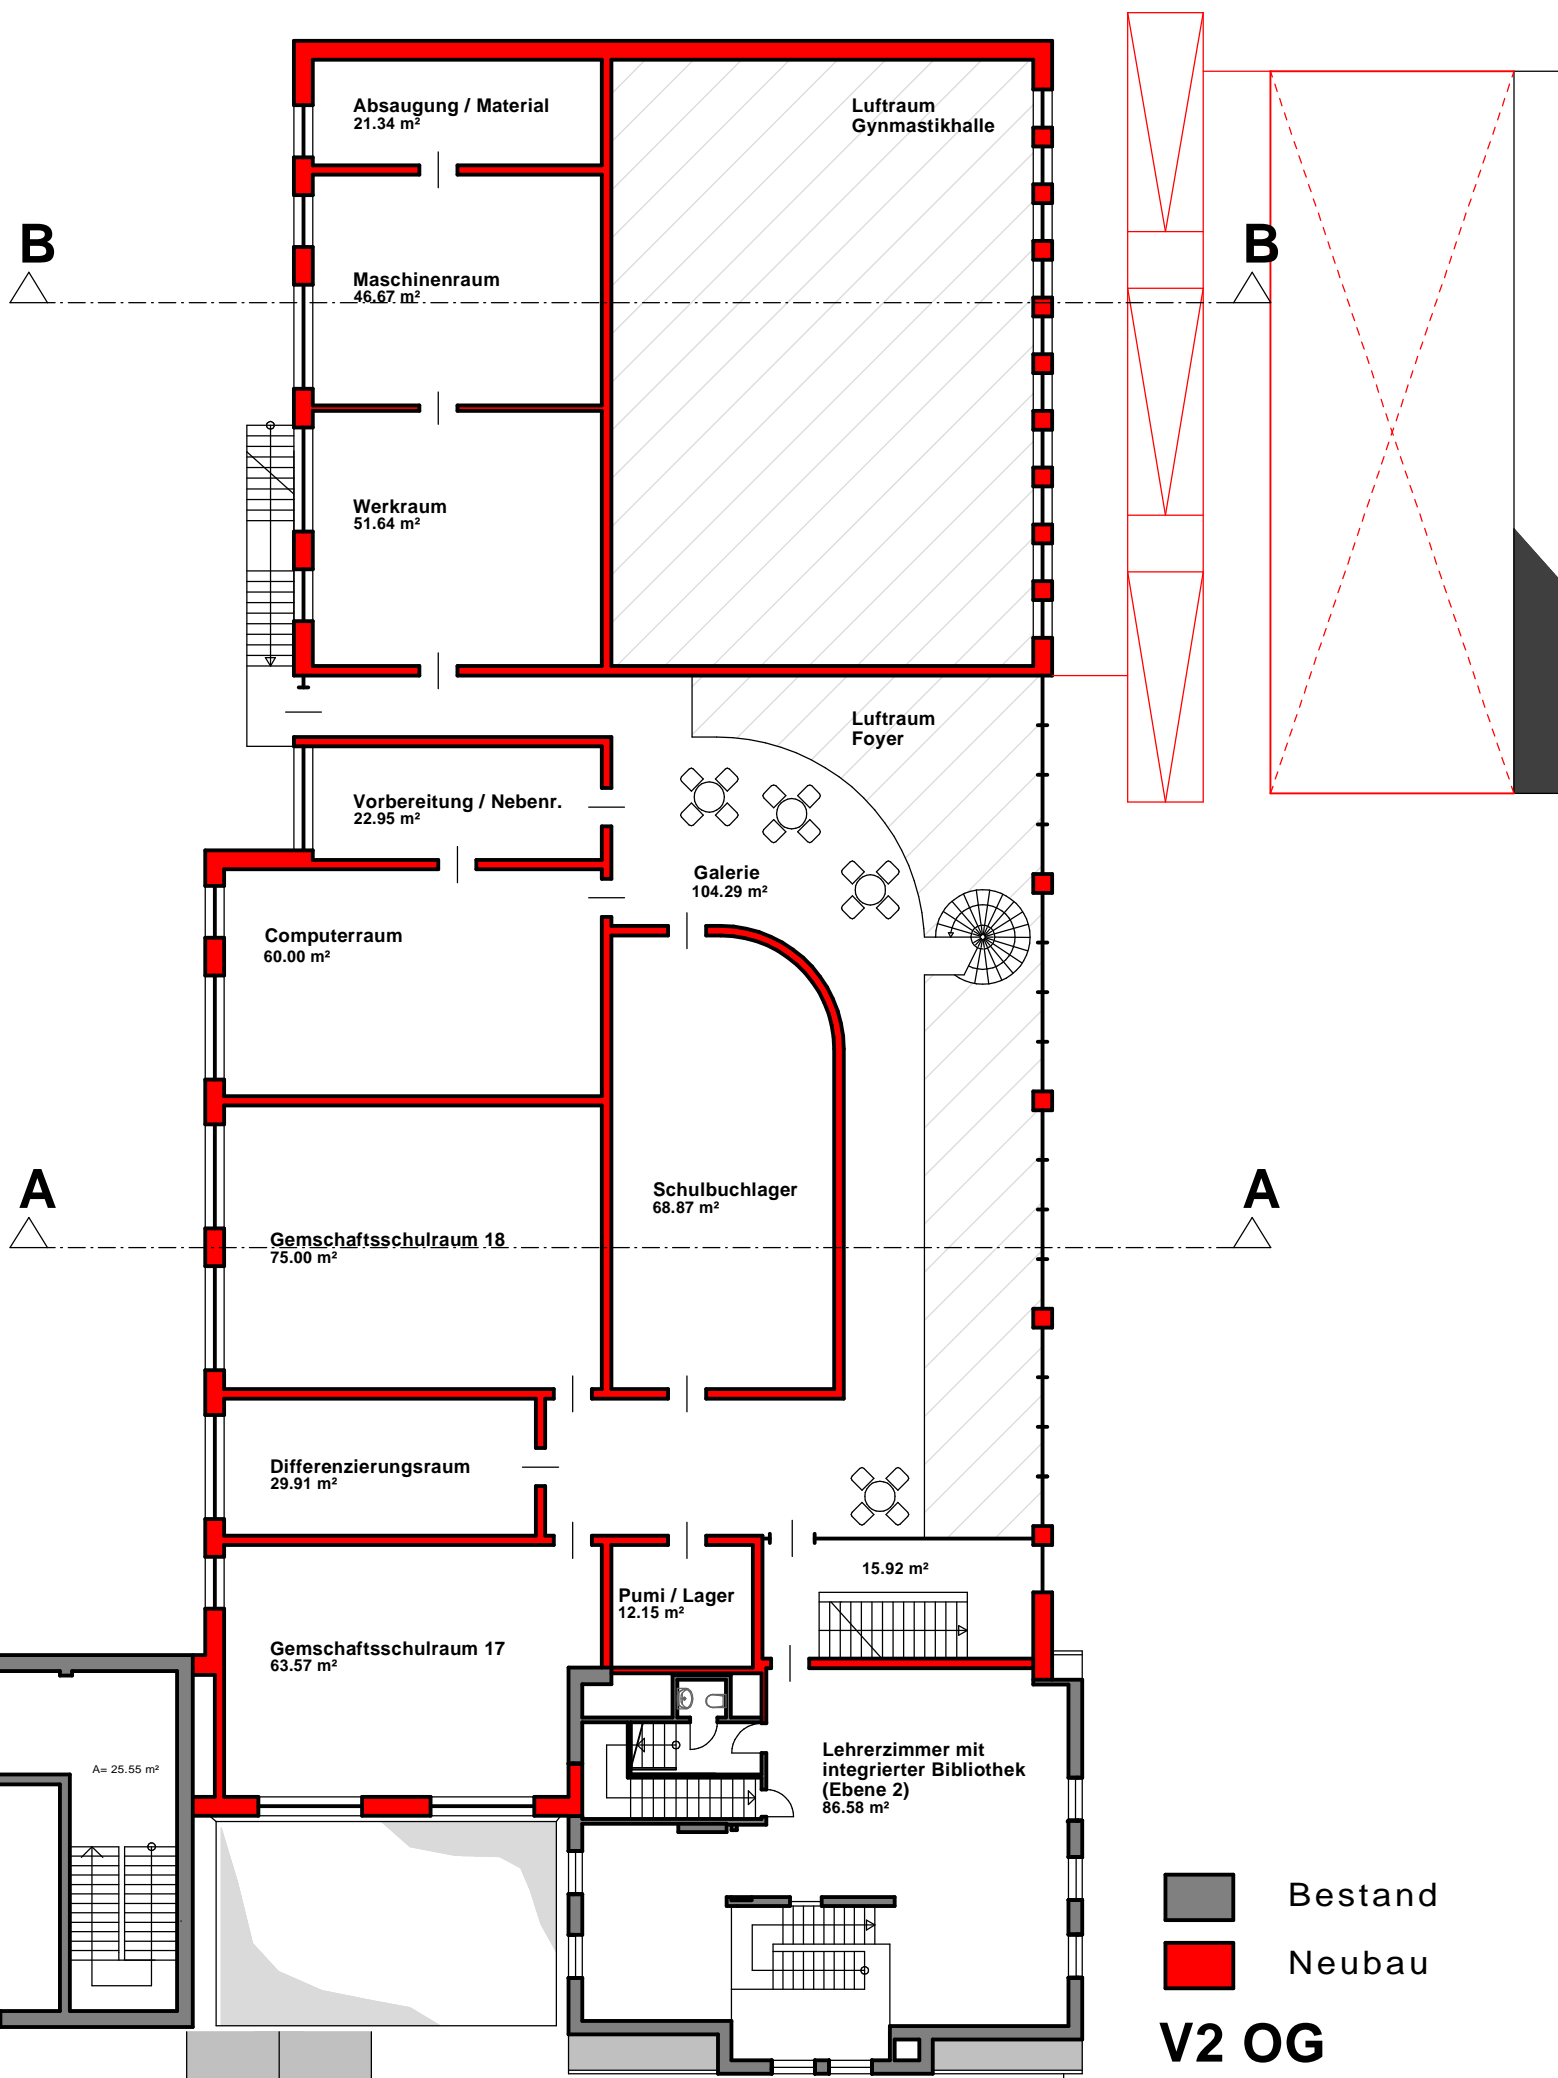 Absaugung / Material
21.34 m²
Luftraum
Gynmastikhalle
B
B
Maschinenraum
46.67 m²
Werkraum
51.64 m²
Luftraum
Foyer
Vorbereitung / Nebenr.
22.95 m²
Galerie
104.29 m²
Computerraum
60.00 m²
A
A
Schulbuchlager
68.87 m²
Gemschaftsschulraum 18
75.00 m²
Differenzierungsraum
29.91 m²
15.92 m²
Pumi / Lager
12.15 m²
Gemschaftsschulraum 17
63.57 m²
A= 25.55 m²
Lehrerzimmer mit
integrierter Bibliothek
(Ebene 2)
86.58 m²
Bestand
Neubau
V2 OG